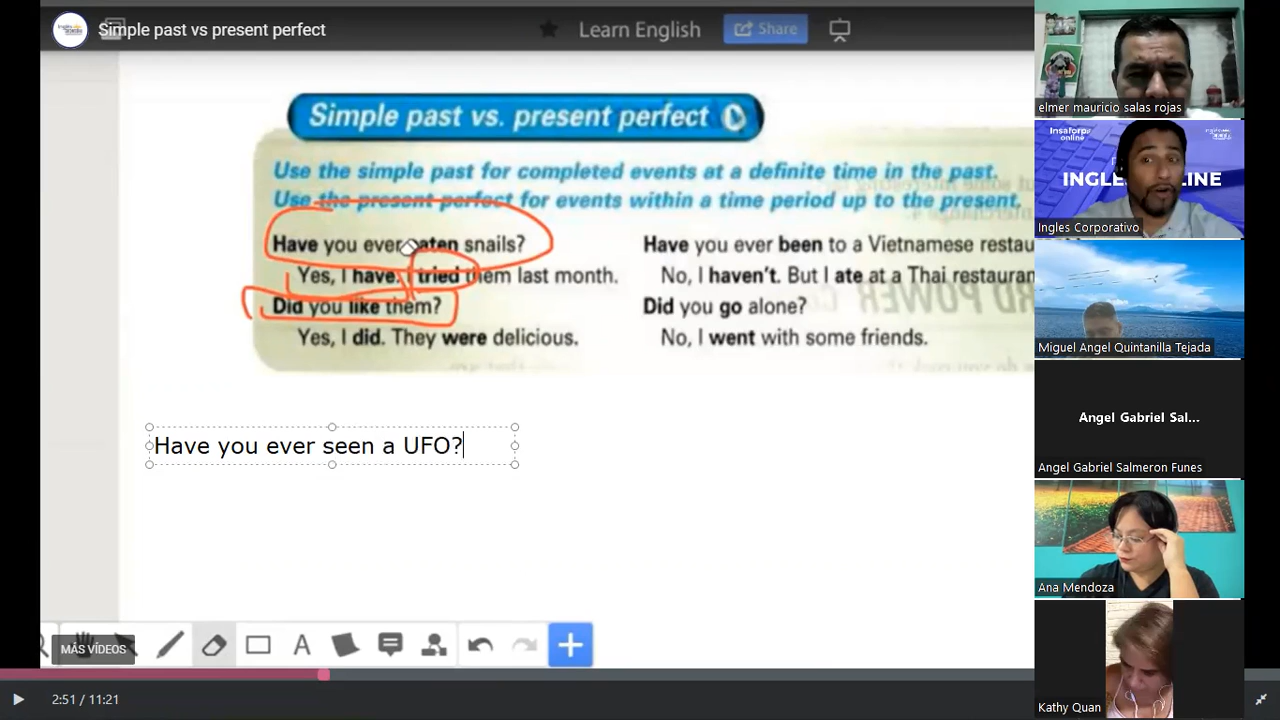 Simple past vs present perfect
Learn English
Share
Simple past vs. present perfect
Use the simple past for completed events at a definite time in the past.
Use the present perfect for events within a time period up to the present.
Have you ever eaten snails?
Yes, I have. I tried them last month.
Did you like them?
Yes, I did. They were delicious.
Have you ever been to a Vietnamese restau
No, I haven't. But I ate at a Thai restauran
Did you go alone?
No, I went with some friends.
Have you ever seen a UFO?
MÁS VÍDEOS
2:51 / 11:21
elmer mauricio salas rojas
Insaforp
online
INGLES
LINE
Ingles Corporativo
Miguel Angel Quintanilla Tejada
Angel Gabriel Sal...
Angel Gabriel Salmeron Funes
Ana Mendoza
Kathy Quan